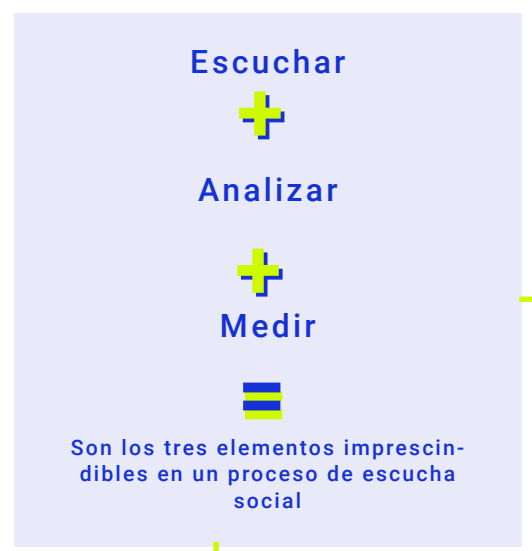 Escuchar
+
Analizar
+
Medir
=
Son los tres elementos imprescin-
dibles en un proceso de escucha
social